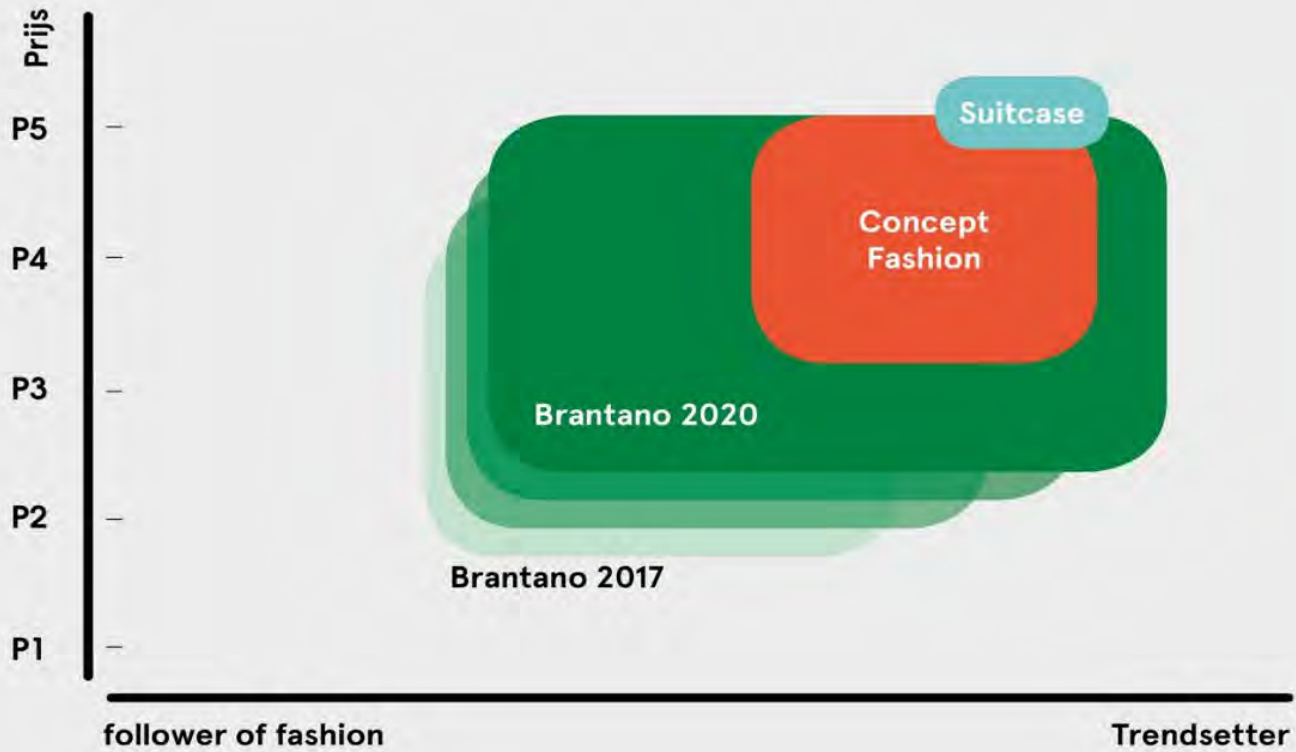 Prijs
P5
Suitcase
Concept
Fashion
P4
P3
Brantano 2020
P2
Brantano 2017
P1
follower of fashion
Trendsetter